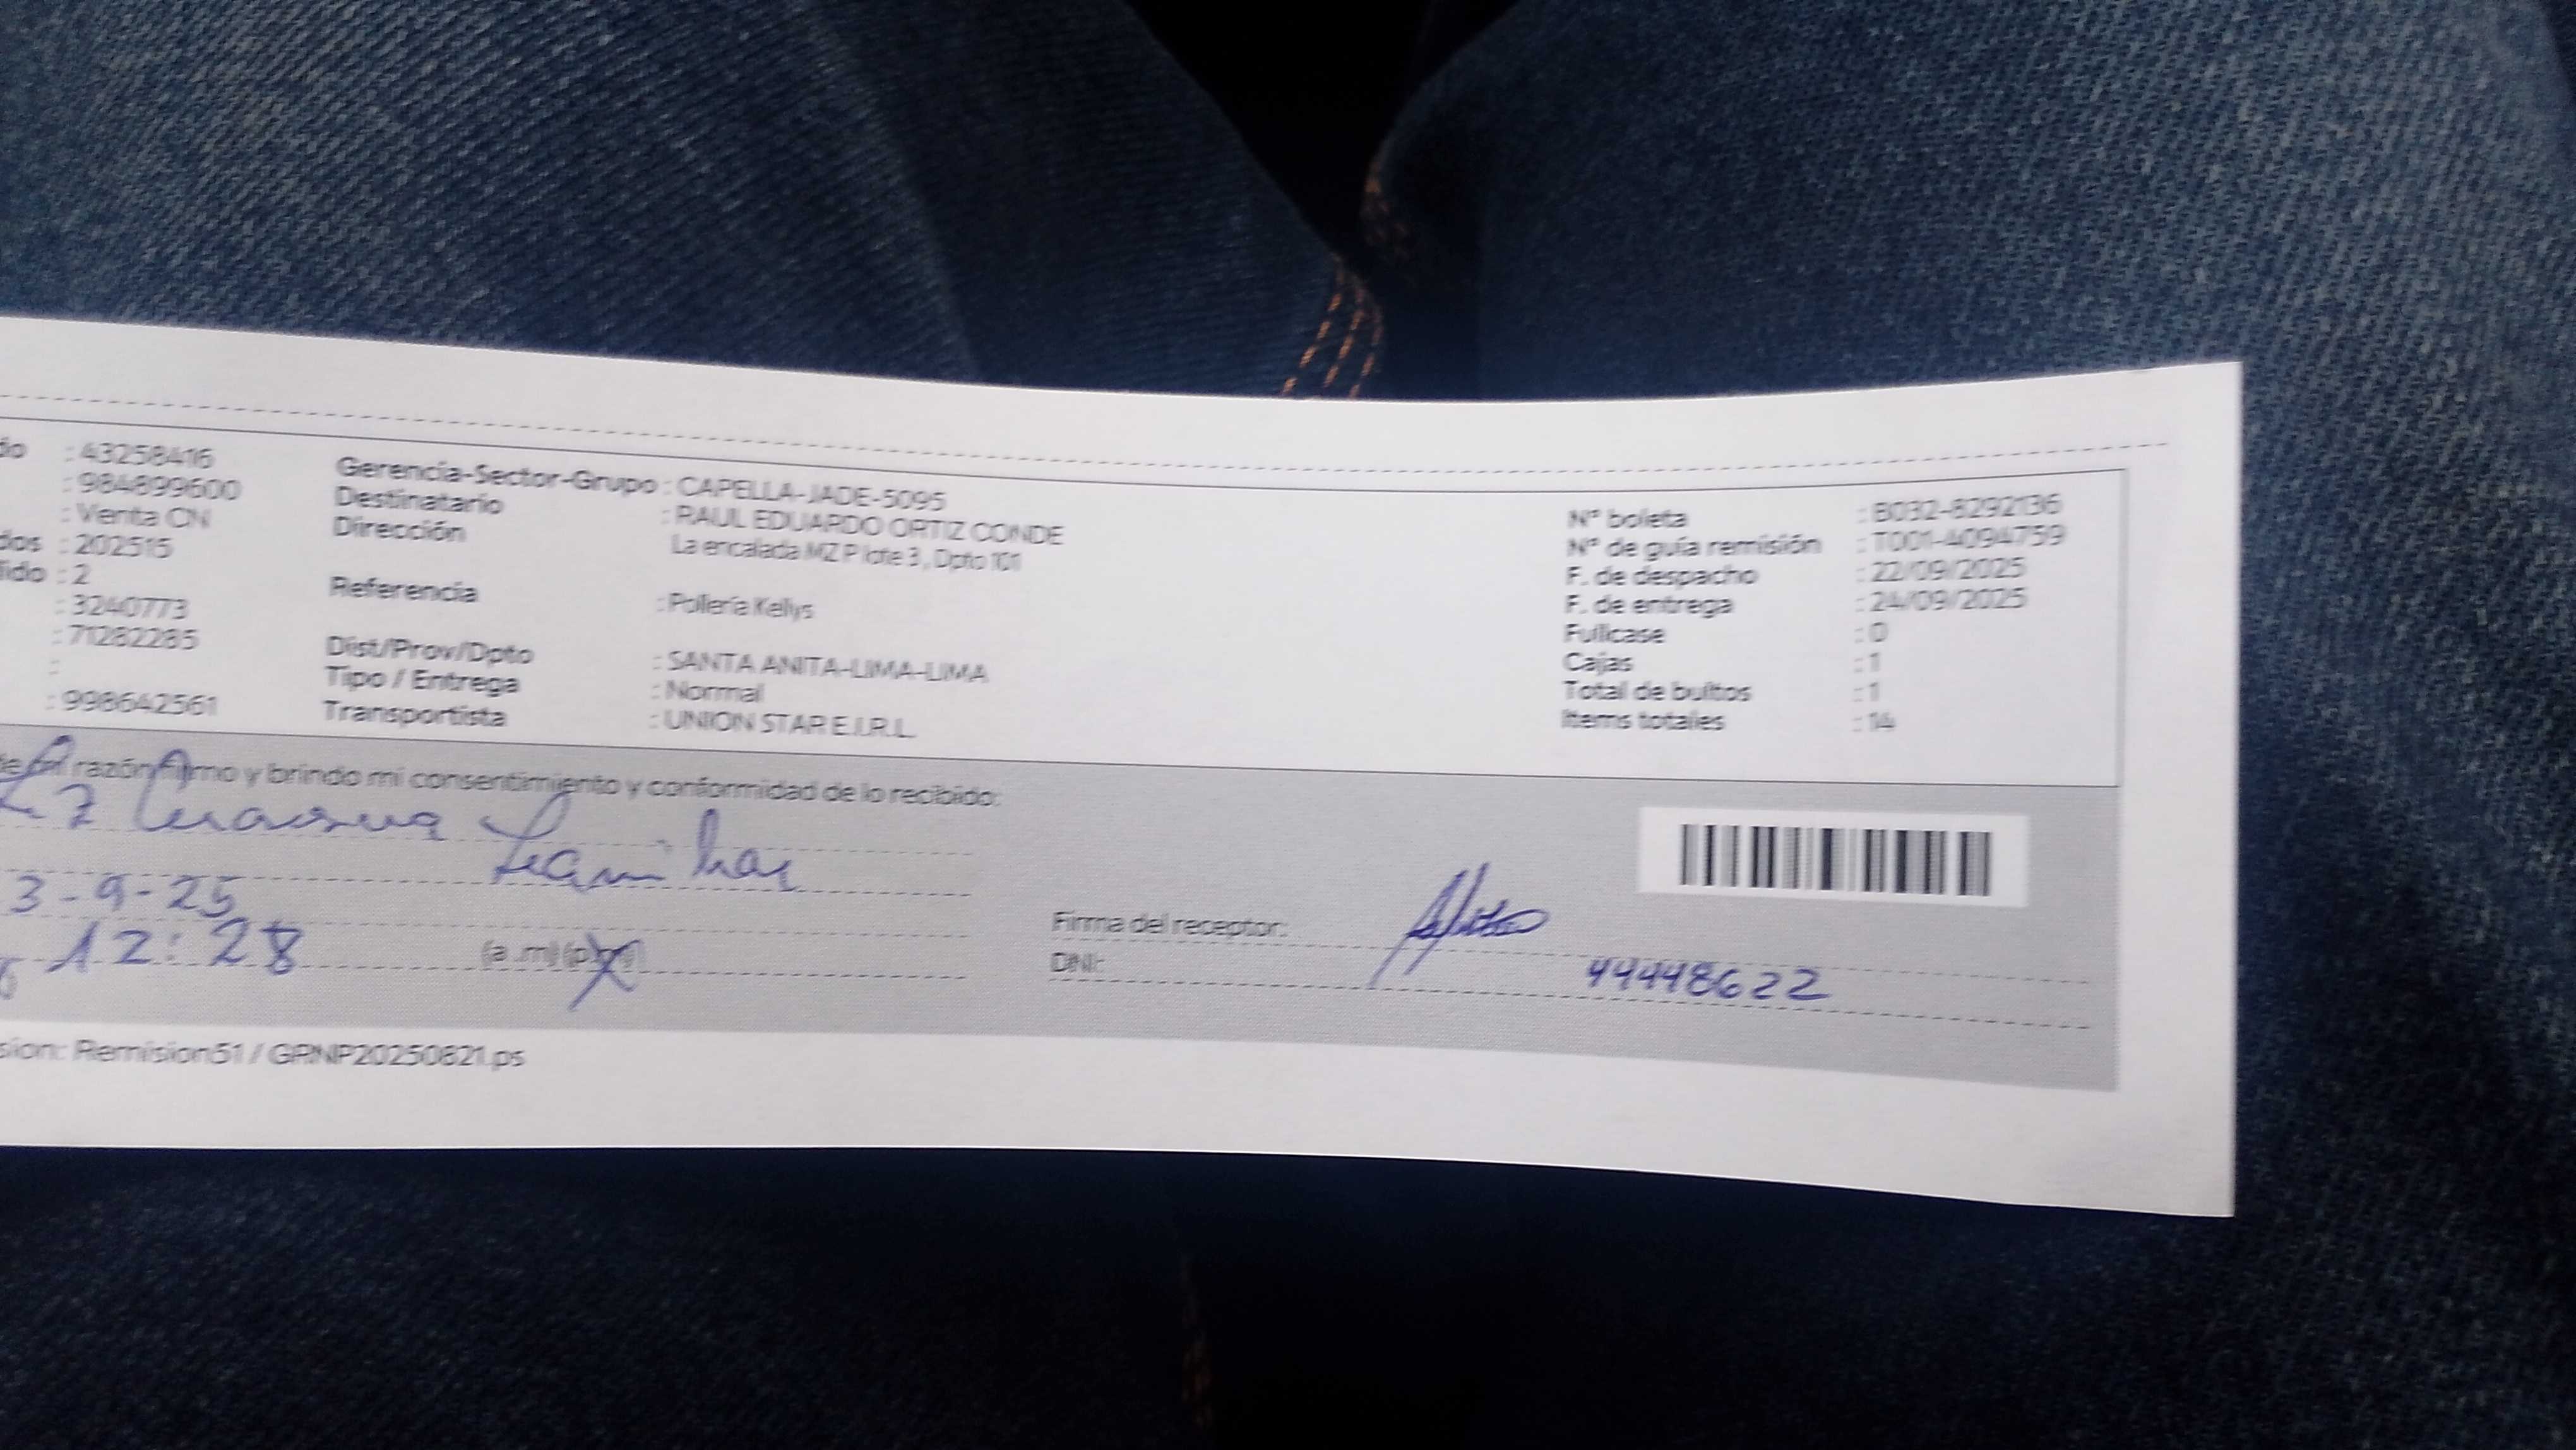 do : 43258416
: 984899600
: Venta CN
dos : 202515
ido : 2
: 3240773
: 71282285
:
: 998642561
Gerencia-Sector-Grupo : CAPELLA-JADE-5095
Destinatario : RAUL EDUARDO ORTIZ CONDE
Dirección La encalada MZ P lote 3, Dpto 101
Referencia : Pollería Kellys
Dist/Prov/Dpto : SANTA ANITA-LIMA-LIMA
Tipo / Entrega : Normal
Transportista : UNION STAR E.I.R.L.
N° boleta : B032-8292136
N° de guía remisión : T001-4094759
F. de despacho : 22/09/2025
F. de entrega : 24/09/2025
Fullcase : 0
Cajas : 1
Total de bultos : 1
Items totales : 14
razón firmo y brindo mi consentimiento y conformidad de lo recibido:
3-9-25
12:28 (a.m) (p.m)
Firma del receptor:
DNI: 44448622
sion: Remision51 / GRNP20250821.ps